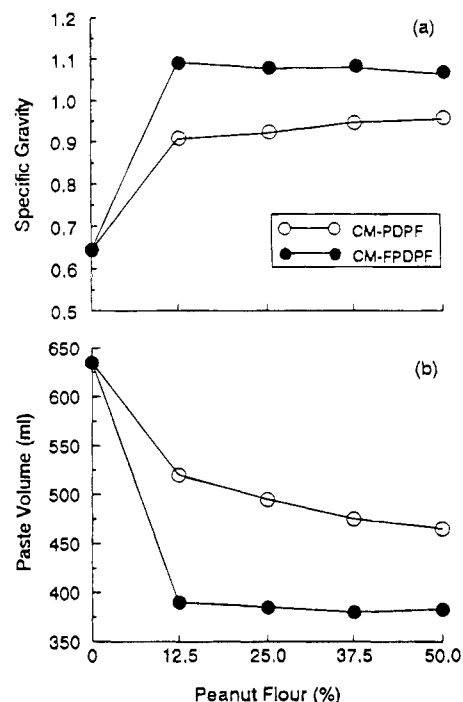 (a)
Specific Gravity
1.2
1.1
1.0
0.9
0.8
0.7
0.6
0.5
CM-PDPF
CM-FPDPF
(b)
Paste Volume (ml)
650
600
550
500
450
400
350
0 12.5 25.0 37.5 50.0
Peanut Flour (%)